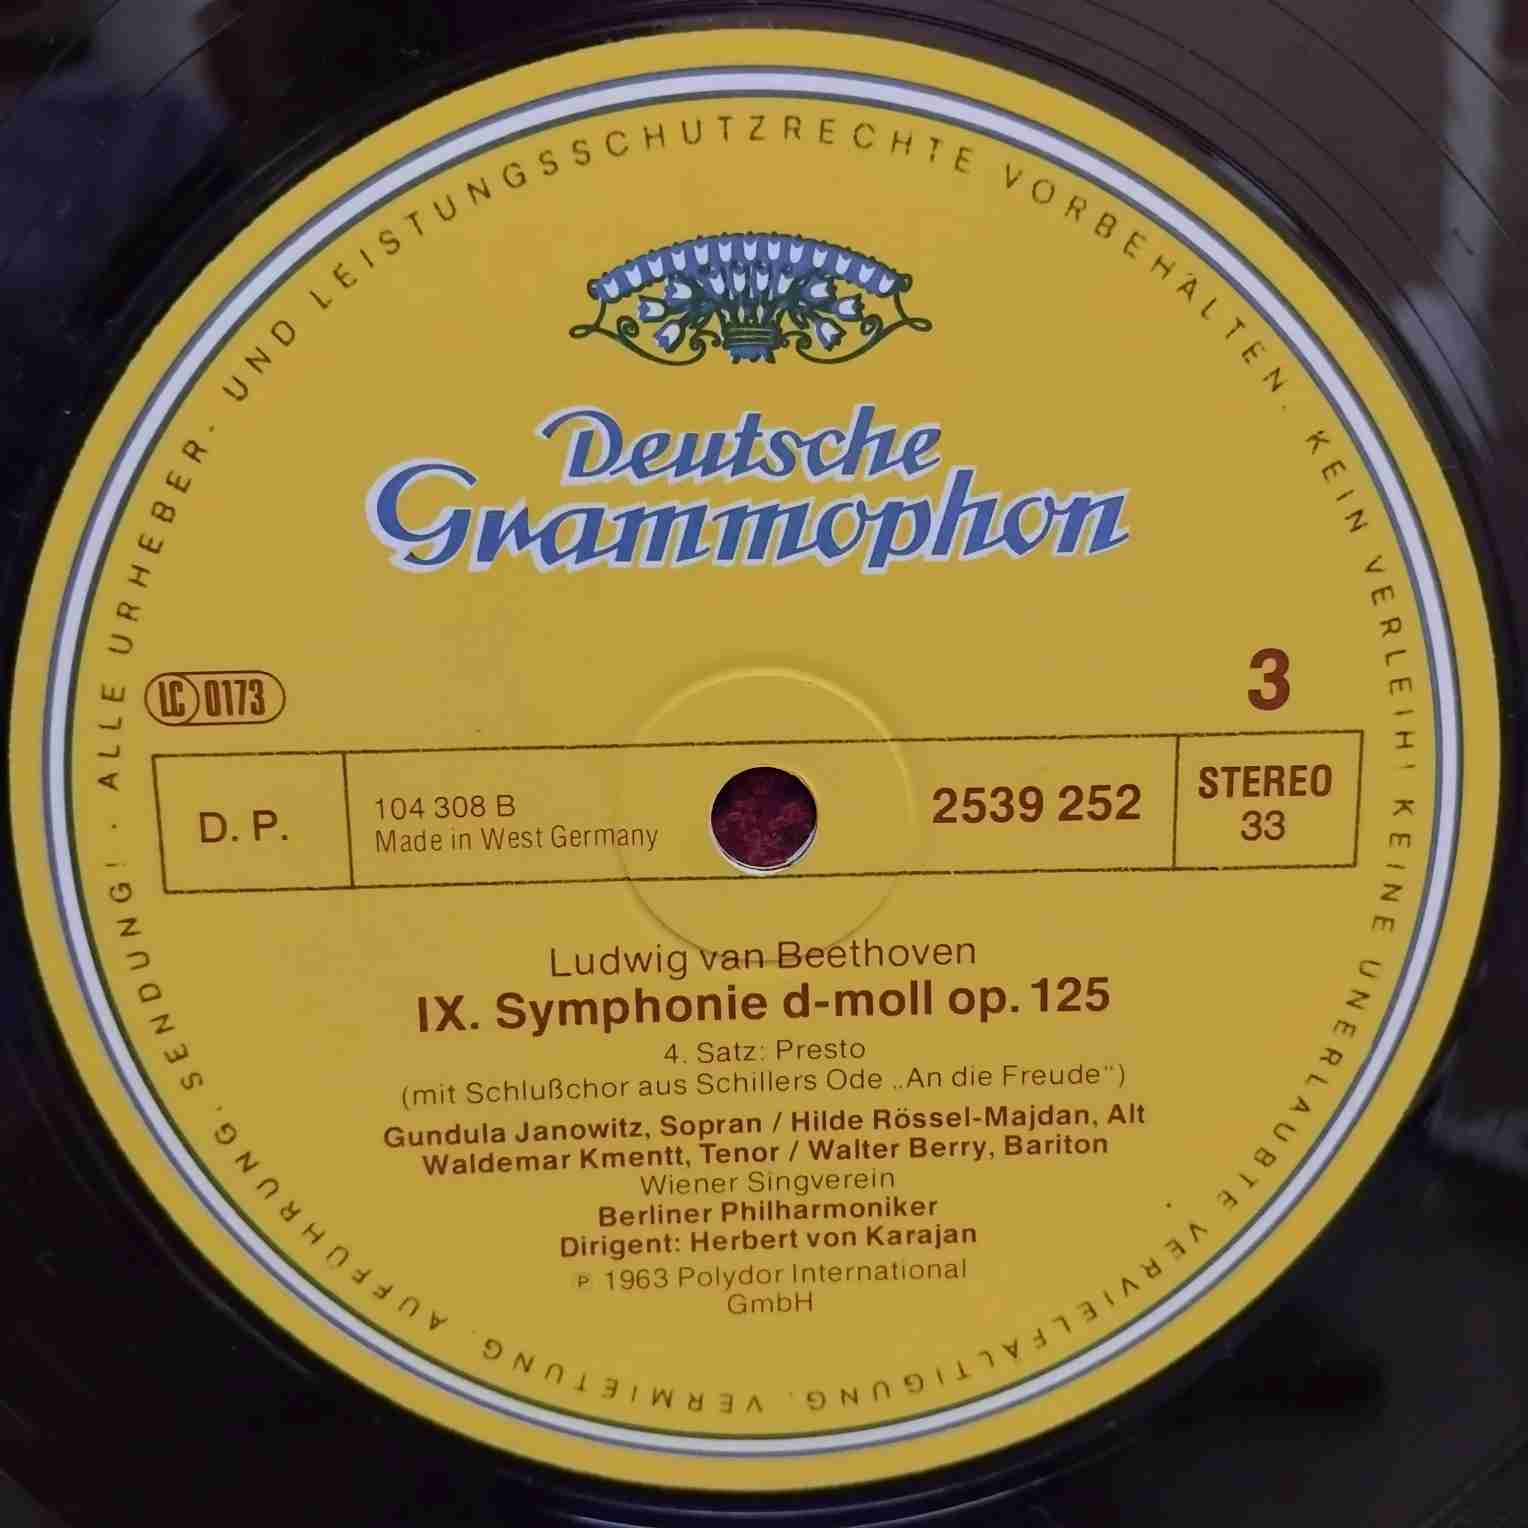 ALLE URHEBER- UND LEISTUNGSSCHUTZRECHTE VORBEHALTEN. KEIN VERLEIH! KEINE UNERLAUBTE VERVIELFÄLTIGUNG, VERMIETUNG, AUFFÜHRUNG, SENDUNG! ·
Deutsche
Grammophon
LC 0173
3
D. P.
104 308 B
Made in West Germany
2539 252
STEREO
33
Ludwig van Beethoven
IX. Symphonie d-moll op. 125
4. Satz: Presto
(mit Schlußchor aus Schillers Ode „An die Freude“)
Gundula Janowitz, Sopran / Hilde Rössel-Majdan, Alt
Waldemar Kmentt, Tenor / Walter Berry, Bariton
Wiener Singverein
Berliner Philharmoniker
Dirigent: Herbert von Karajan
℗ 1963 Polydor International
GmbH